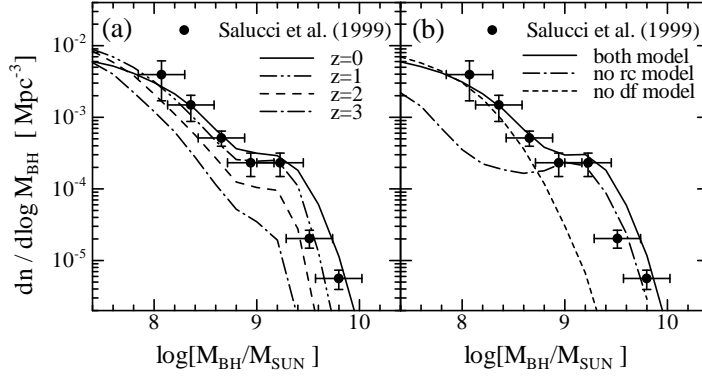 (a)
Salucci et al. (1999)
z=0
z=1
z=2
z=3
(b)
Salucci et al. (1999)
both model
no rc model
no df model
10⁻²
10⁻³
10⁻⁴
10⁻⁵
dn / dlog M_BH [ Mpc⁻³ ]
8 9 10
8 9 10
log[M_BH/M_SUN ]
log[M_BH/M_SUN ]